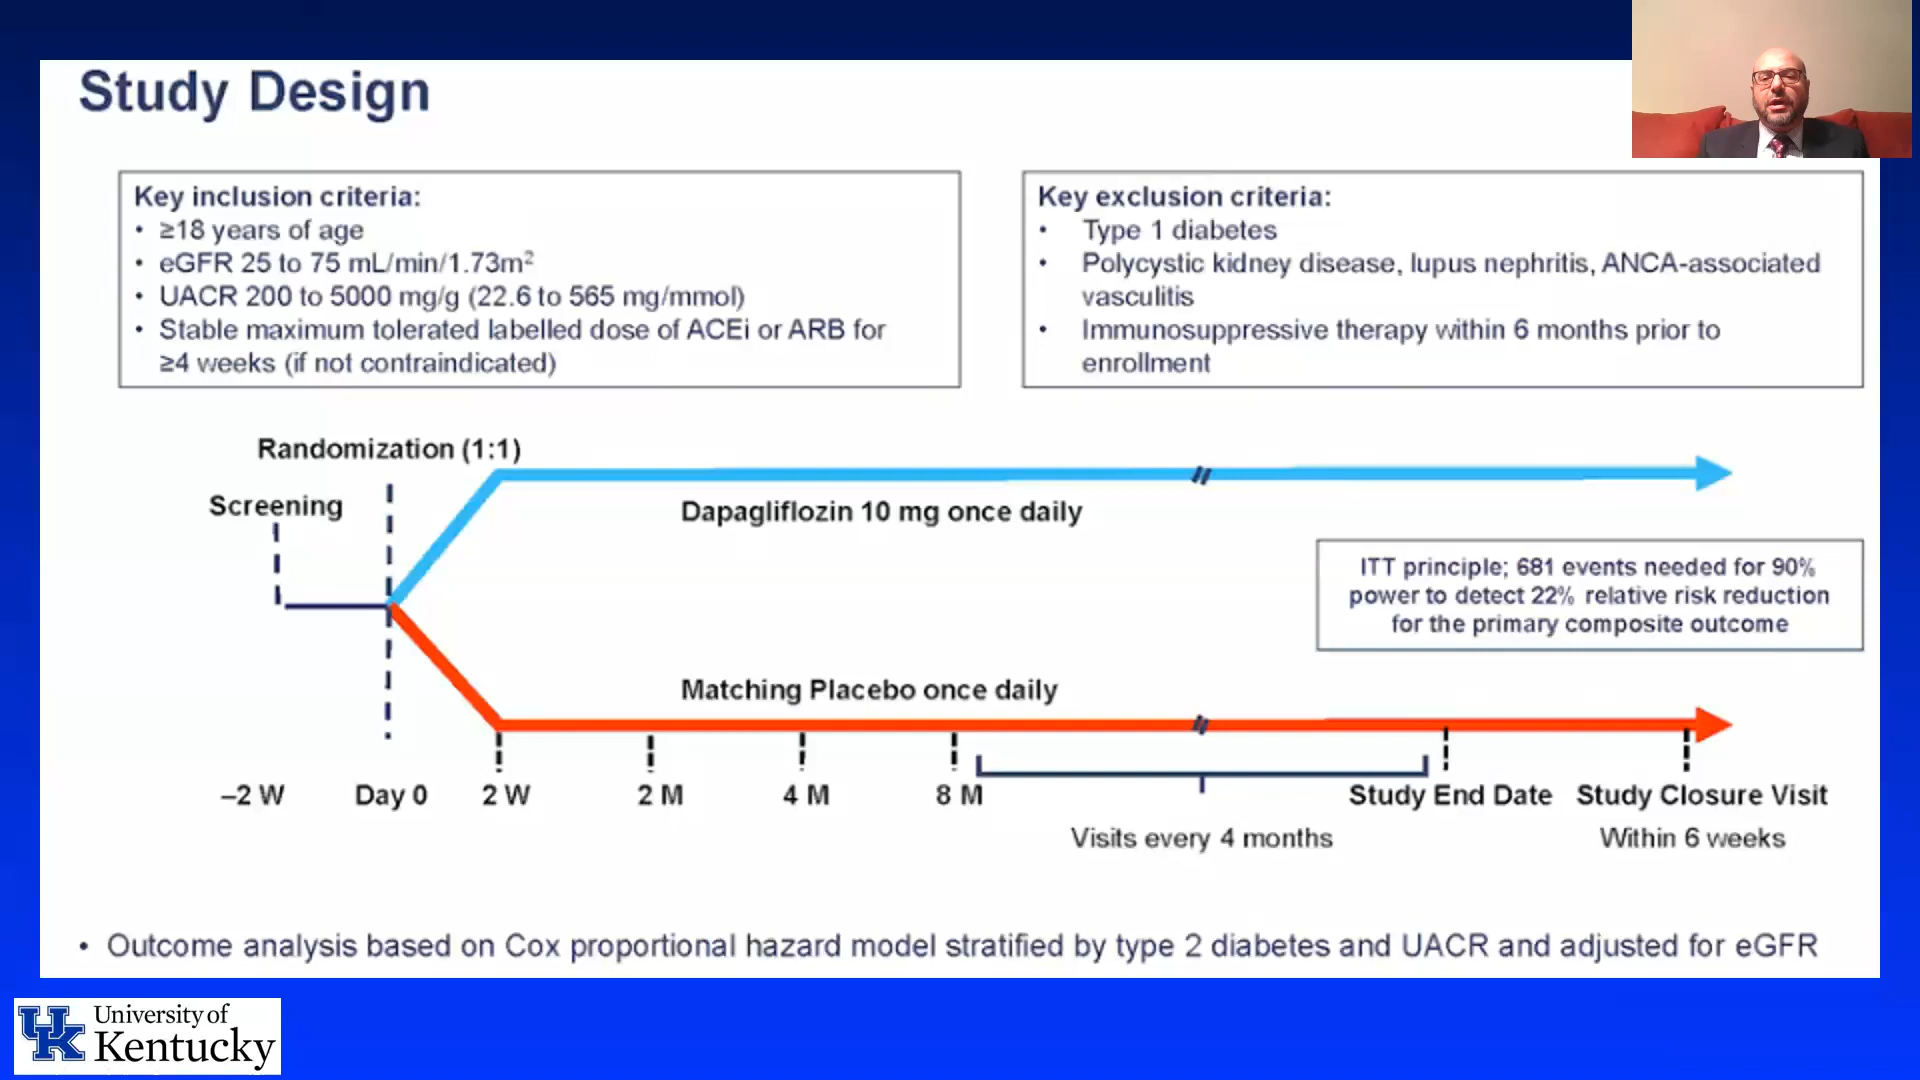 Study Design
Key inclusion criteria:
• ≥18 years of age
• eGFR 25 to 75 mL/min/1.73m²
• UACR 200 to 5000 mg/g (22.6 to 565 mg/mmol)
• Stable maximum tolerated labelled dose of ACEi or ARB for
≥4 weeks (if not contraindicated)
Key exclusion criteria:
• Type 1 diabetes
• Polycystic kidney disease, lupus nephritis, ANCA-associated
vasculitis
• Immunosuppressive therapy within 6 months prior to
enrollment
Randomization (1:1)
Screening
Dapagliflozin 10 mg once daily
ITT principle; 681 events needed for 90%
power to detect 22% relative risk reduction
for the primary composite outcome
Matching Placebo once daily
–2 W Day 0 2 W 2 M 4 M 8 M Study End Date Study Closure Visit
Visits every 4 months Within 6 weeks
• Outcome analysis based on Cox proportional hazard model stratified by type 2 diabetes and UACR and adjusted for eGFR
UK
University of
Kentucky